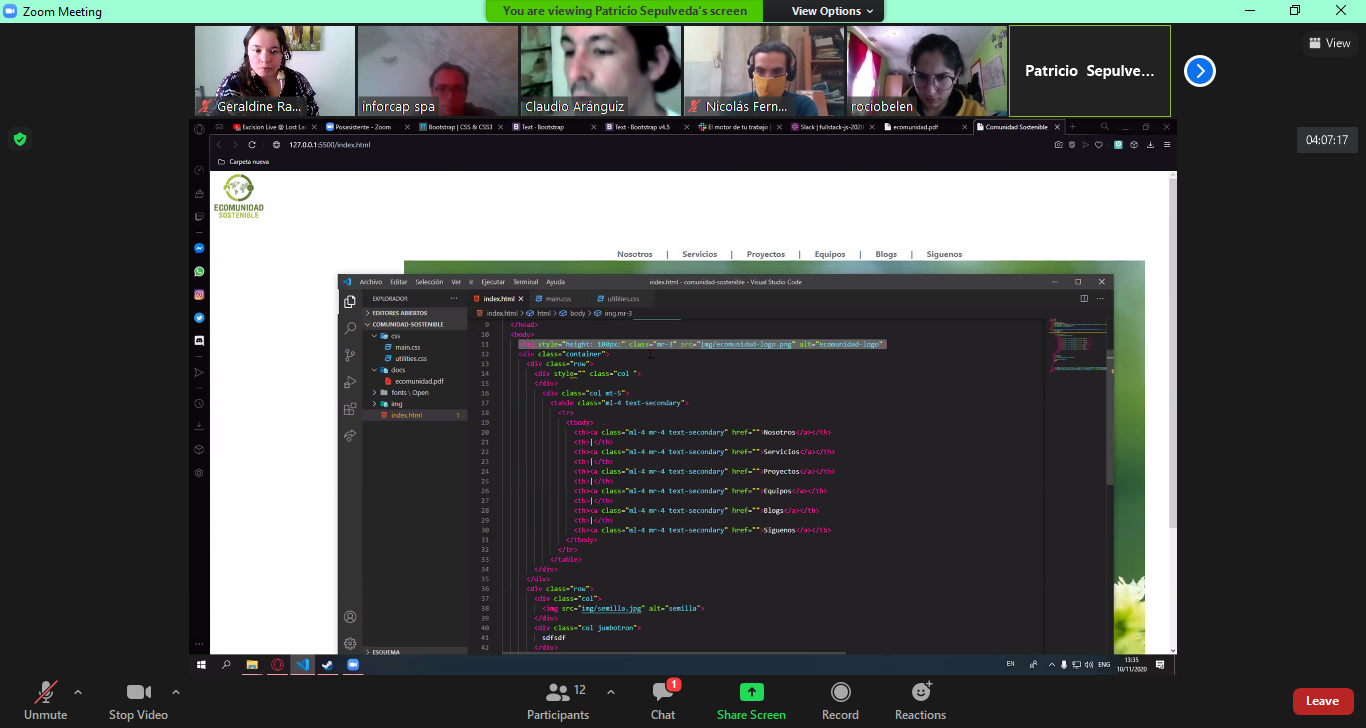 Zoom Meeting
You are viewing Patricio Sepulveda's screen
View Options
View
Geraldine Ra...
inforcap spa
Claudio Aránguiz
Nicolás Fern...
rociobelen
Patricio Sepulve...
04:07:17
Excision Live @ Lost Lan
Posasistente - Zoom
Bootstrap | CSS & CSS3
Text · Bootstrap
Text · Bootstrap v4.5
El motor de tu trabajo |
Slack | fullstack-js-2020
ecomunidad.pdf
Comunidad Sostenible
127.0.0.1:5500/index.html
Carpeta nueva
ECOMUNIDAD
SOSTENIBLE
Nosotros | Servicios | Proyectos | Equipos | Blogs | Siguenos
Archivo Editar Selección Ver Ir Ejecutar Terminal Ayuda
index.html - comunidad-sostenible - Visual Studio Code
EXPLORADOR ...
index.html
main.css
utilities.css
EDITORES ABIERTOS
COMUNIDAD-SOSTENIBLE
css
main.css
utilities.css
docs
ecomunidad.pdf
fonts \ Open
img
index.html 1
ESQUEMA
index.html > html > body > img.mr-3
9 </head>
10 <body>
11 <img style="height: 100px;" class="mr-3" src="img/ecomunidad-logo.png" alt="ecomunidad-logo"
12 <div class="container">
13 <div class="row">
14 <div style="" class="col ">
15 </div>
16 <div class="col mt-5">
17 <table class="ml-4 text-secondary">
18 <tr>
19 <tbody>
20 <th><a class="ml-4 mr-4 text-secondary" href="">Nosotros</a></th>
21 <th>|</th>
22 <th><a class="ml-4 mr-4 text-secondary" href="">Servicios</a></th>
23 <th>|</th>
24 <th><a class="ml-4 mr-4 text-secondary" href="">Proyectos</a></th>
25 <th>|</th>
26 <th><a class="ml-4 mr-4 text-secondary" href="">Equipos</a></th>
27 <th>|</th>
28 <th><a class="ml-4 mr-4 text-secondary" href="">Blogs</a></th>
29 <th>|</th>
30 <th><a class="ml-4 mr-4 text-secondary" href="">Siguenos</a></th>
31 </tbody>
32 </tr>
33 </table>
34 </div>
35 </div>
36 <div class="row">
37 <div class="col">
38 <img src="img/semilla.jpg" alt="semilla">
39 </div>
40 <div class="col jumbotron">
41 sdfsdf
42 </div>
EN
ENG
13:35
10/11/2020
Unmute
Stop Video
Participants
12
Chat
1
Share Screen
Record
Reactions
Leave